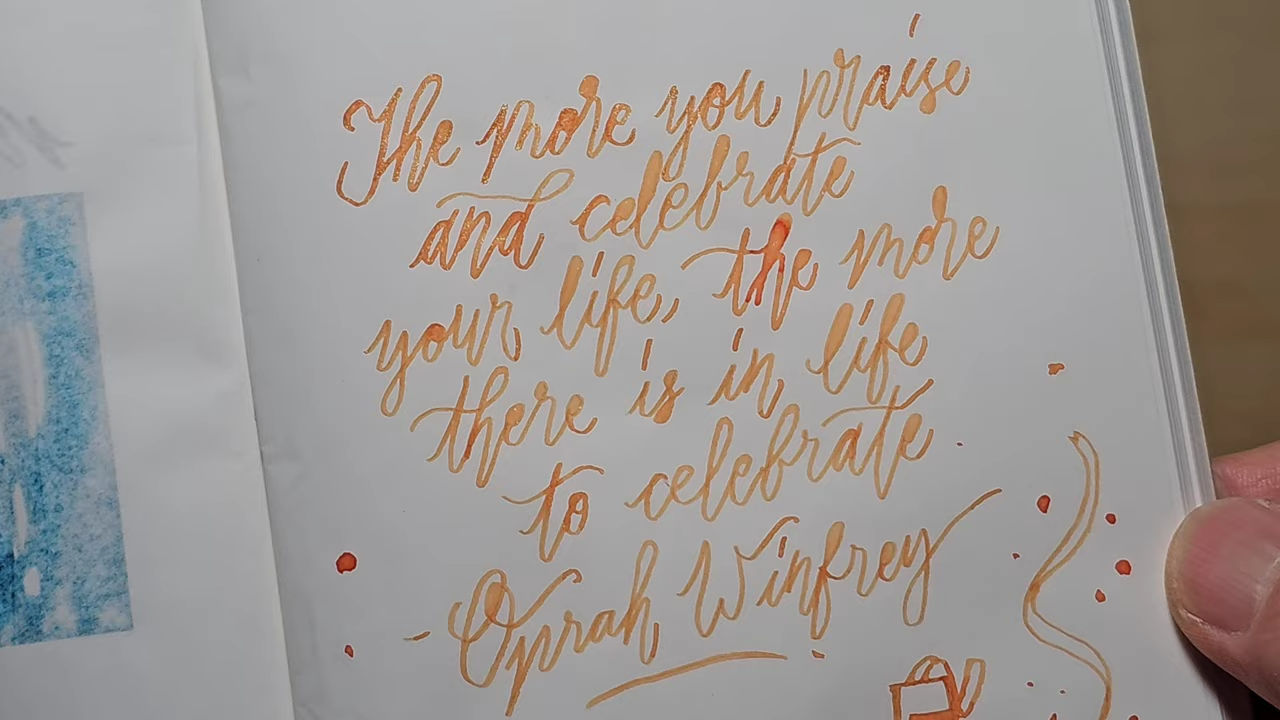 The more you praise
and celebrate
your life, the more
there is in life
to celebrate
- Oprah Winfrey